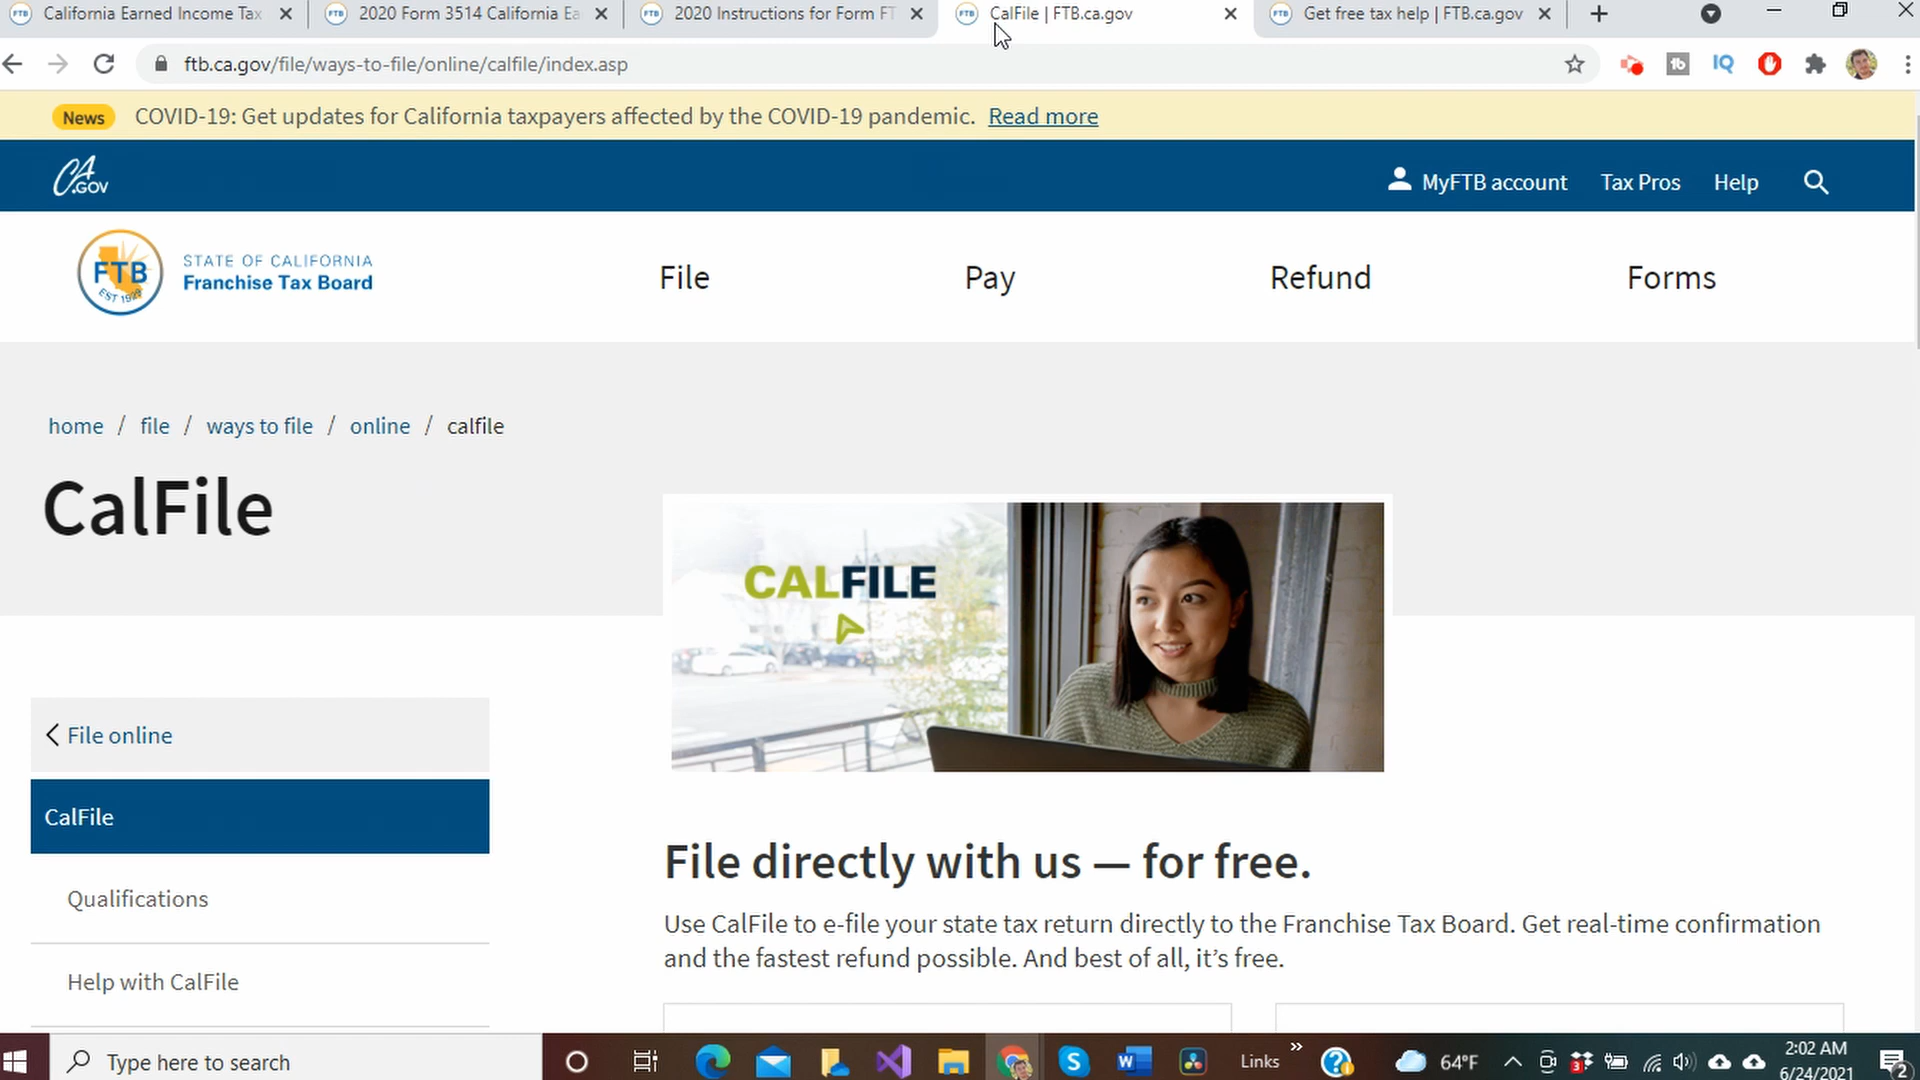 California Earned Income Tax
2020 Form 3514 California Ea
2020 Instructions for Form FT
CalFile | FTB.ca.gov
Get free tax help | FTB.ca.gov
ftb.ca.gov/file/ways-to-file/online/calfile/index.asp
News COVID-19: Get updates for California taxpayers affected by the COVID-19 pandemic. Read more
CA.GOV
MyFTB account Tax Pros Help
FTB
EST 1929
STATE OF CALIFORNIA
Franchise Tax Board
File Pay Refund Forms
home / file / ways to file / online / calfile
CalFile
CALFILE
File online
CalFile
Qualifications
Help with CalFile
File directly with us — for free.
Use CalFile to e-file your state tax return directly to the Franchise Tax Board. Get real-time confirmation
and the fastest refund possible. And best of all, it’s free.
Type here to search
Links
64°F
2:02 AM
6/24/2021
2